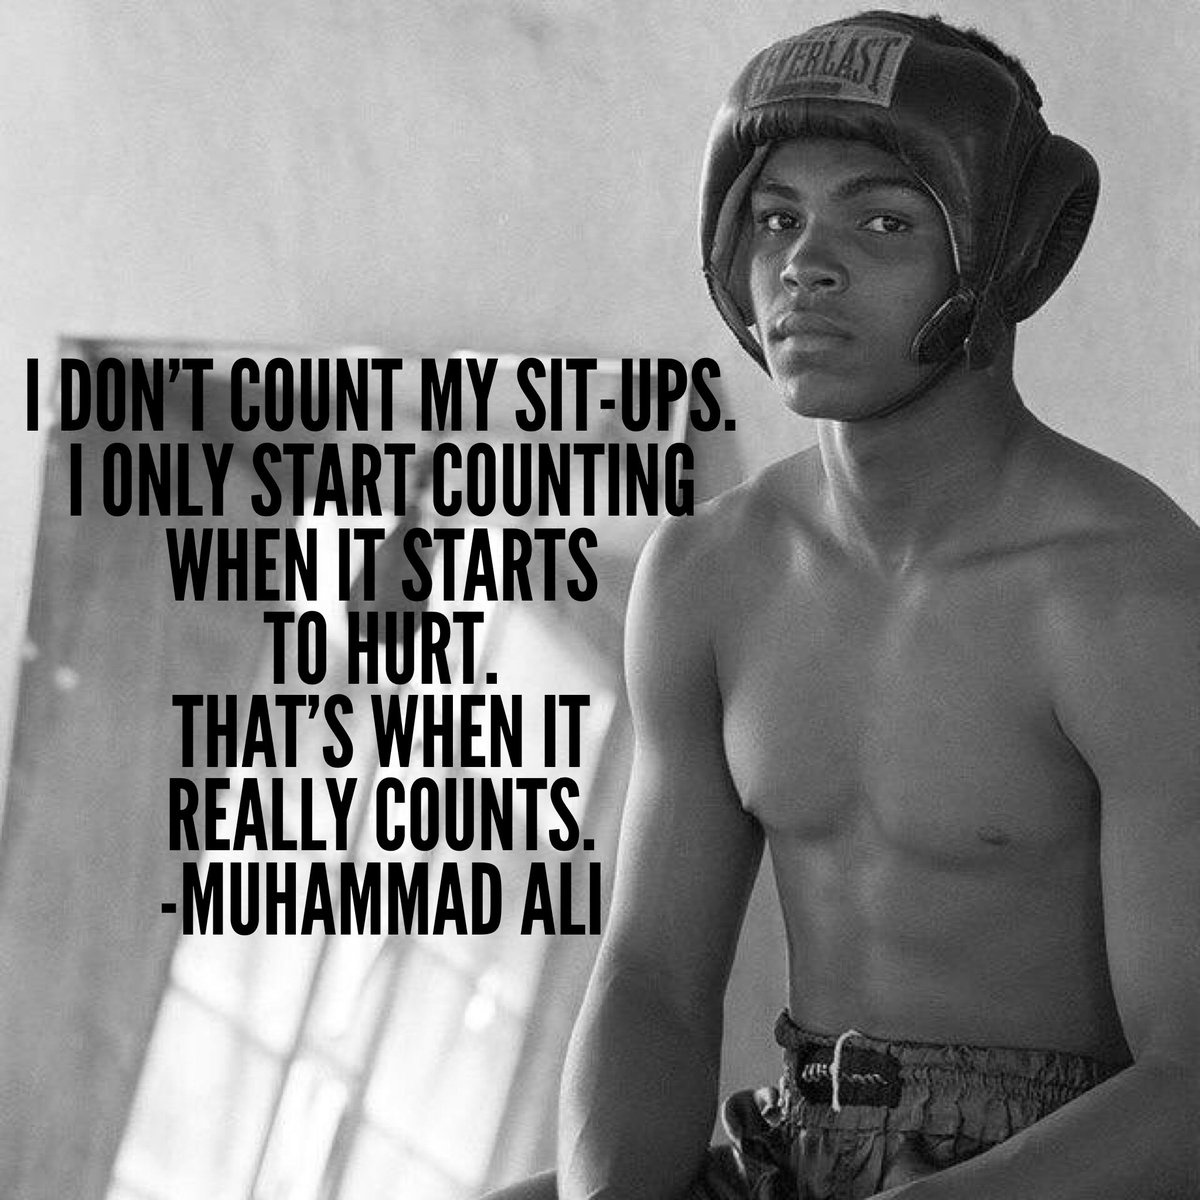 EVERLAST
I DON'T COUNT MY SIT-UPS.
I ONLY START COUNTING
WHEN IT STARTS
TO HURT.
THAT'S WHEN IT
REALLY COUNTS.
-MUHAMMAD ALI